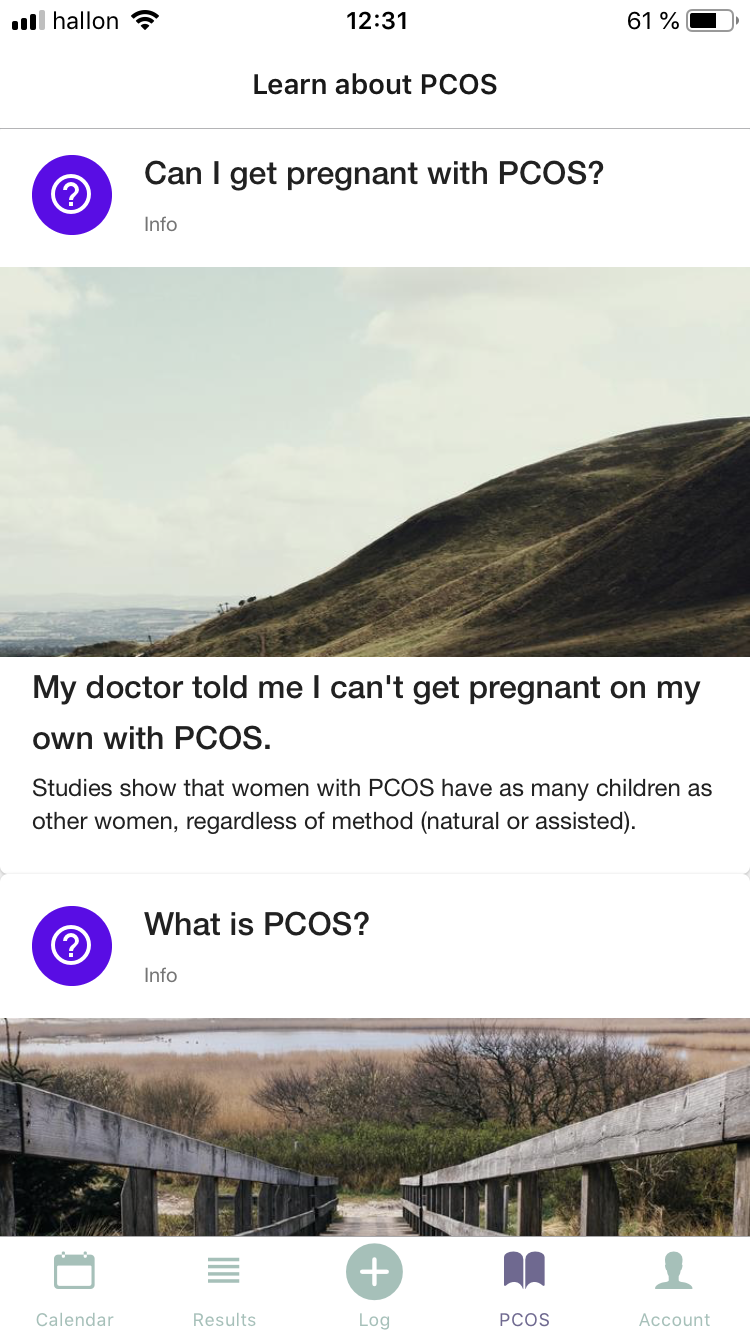 hallon 12:31 61 %
Learn about PCOS
Can I get pregnant with PCOS?
Info
My doctor told me I can't get pregnant on my
own with PCOS.
Studies show that women with PCOS have as many children as
other women, regardless of method (natural or assisted).
What is PCOS?
Info
Calendar Results Log PCOS Account